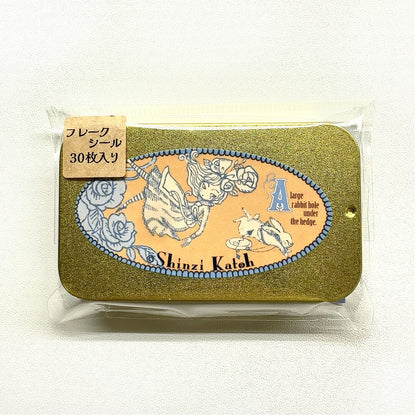 フレーク
シール
30枚入り
A large
rabbit hole
under
the hedge.
Shinzi Katoh